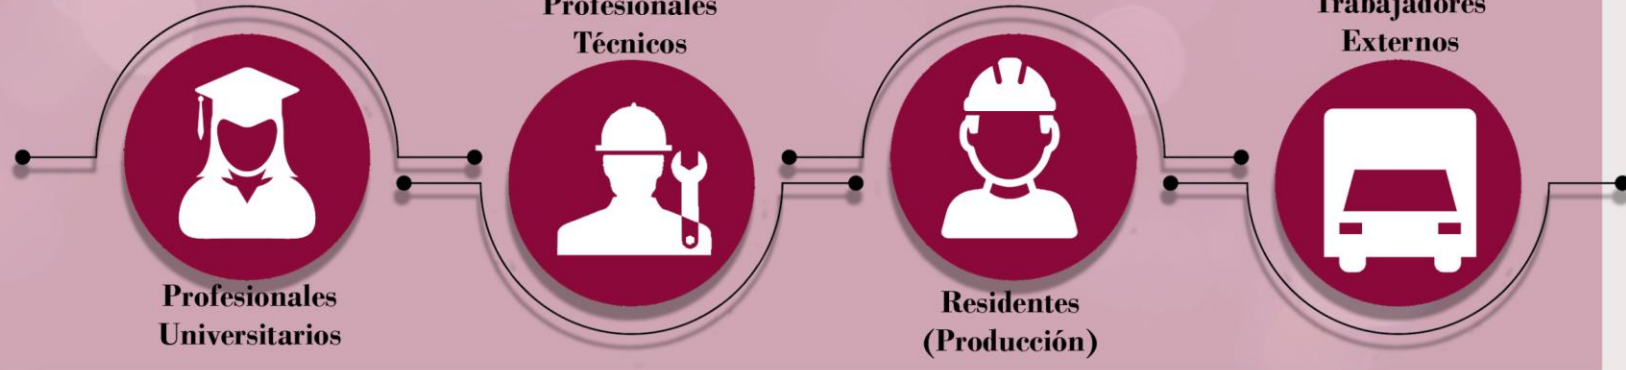 Profesionales
Técnicos
Trabajadores
Externos
Profesionales
Universitarios
Residentes
(Producción)